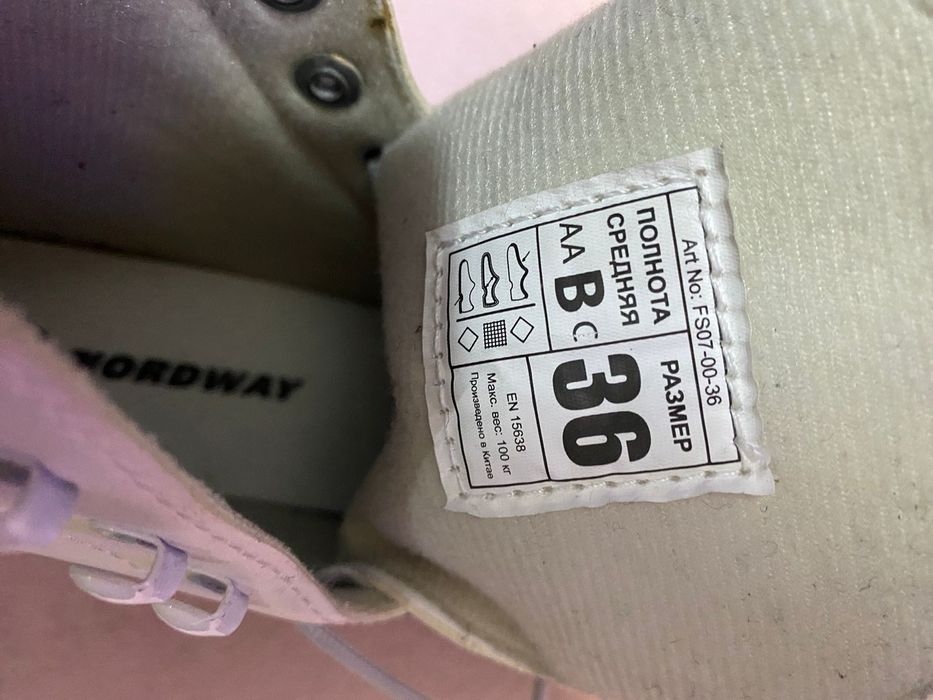 Art No: FS07-00-36
ПОЛНОТА
СРЕДНЯЯ
AA B C
РАЗМЕР
36
EN 15638
Макс. вес: 100 кг
Произведено в Китае
NORDWAY